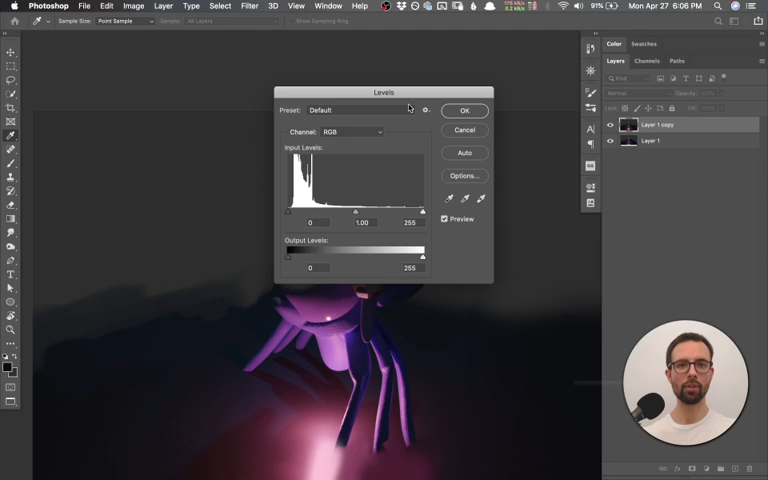 Photoshop File Edit Image Layer Type Select Filter 3D View Window Help 91% Mon Apr 27 6:06 PM
Sample Size: Point Sample Sample: All Layers Show Sampling Ring
Color Swatches
Layers Channels Paths
Kind
Normal Opacity:
Lock: Fill:
Layer 1 copy
Layer 1
Levels
Preset: Default OK
Channel: RGB Cancel
Input Levels: Auto
Options...
Preview
0 1.00 255
Output Levels:
0 255